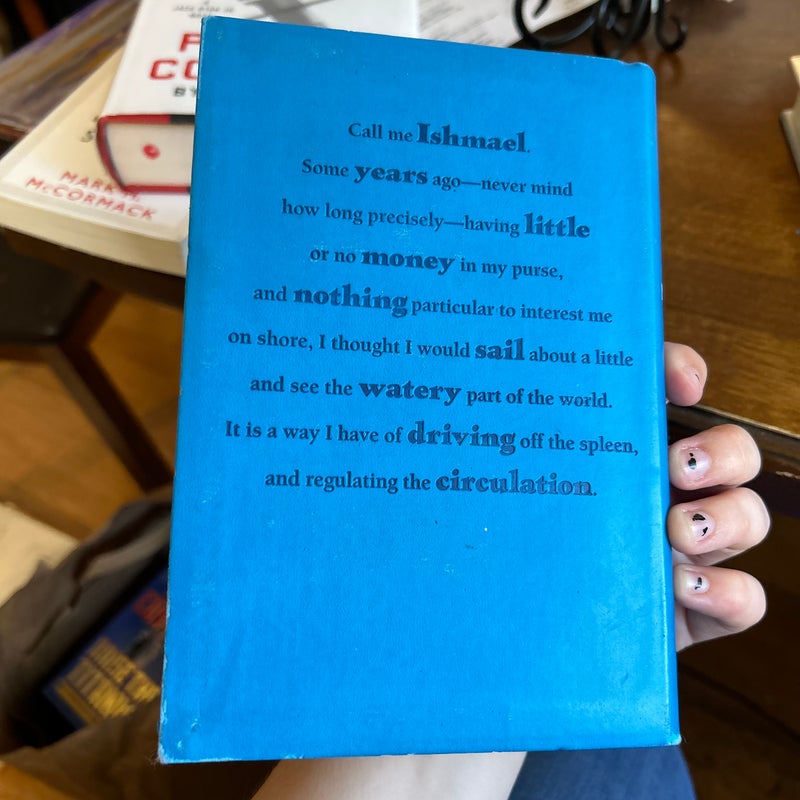 Call me Ishmael.
Some years ago—never mind
how long precisely—having little
or no money in my purse,
and nothing particular to interest me
on shore, I thought I would sail about a little
and see the watery part of the world.
It is a way I have of driving off the spleen,
and regulating the circulation.
MARK H.
McCORMACK